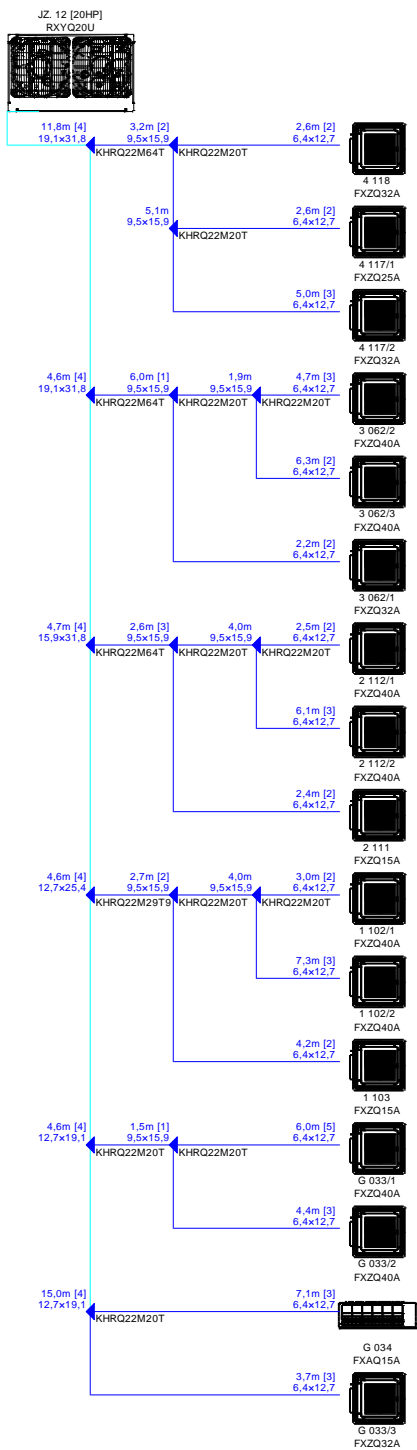 JZ. 12 [20HP]
RXYQ20U
11,8m [4] 3,2m [2] 2,6m [2]
19,1x31,8 9,5x15,9 6,4x12,7
KHRQ22M64T KHRQ22M20T
4 118
FXZQ32A
5,1m 2,6m [2]
9,5x15,9 6,4x12,7
KHRQ22M20T
4 117/1
FXZQ25A
5,0m [3]
6,4x12,7
4 117/2
FXZQ32A
4,6m [4] 6,0m [1] 1,9m 4,7m [3]
19,1x31,8 9,5x15,9 9,5x15,9 6,4x12,7
KHRQ22M64T KHRQ22M20T KHRQ22M20T
3 062/2
FXZQ40A
6,3m [2]
6,4x12,7
3 062/3
FXZQ40A
2,2m [2]
6,4x12,7
3 062/1
FXZQ32A
4,7m [4] 2,6m [3] 4,0m 2,5m [2]
15,9x31,8 9,5x15,9 9,5x15,9 6,4x12,7
KHRQ22M64T KHRQ22M20T KHRQ22M20T
2 112/1
FXZQ40A
6,1m [3]
6,4x12,7
2 112/2
FXZQ40A
2,4m [2]
6,4x12,7
2 111
FXZQ15A
4,6m [4] 2,7m [2] 4,0m 3,0m [2]
12,7x25,4 9,5x15,9 9,5x15,9 6,4x12,7
KHRQ22M29T9 KHRQ22M20T KHRQ22M20T
1 102/1
FXZQ40A
7,3m [3]
6,4x12,7
1 102/2
FXZQ40A
4,2m [2]
6,4x12,7
1 103
FXZQ15A
4,6m [4] 1,5m [1] 6,0m [5]
12,7x19,1 9,5x15,9 6,4x12,7
KHRQ22M20T KHRQ22M20T
G 033/1
FXZQ40A
4,4m [3]
6,4x12,7
G 033/2
FXZQ40A
15,0m [4] 7,1m [3]
12,7x19,1 6,4x12,7
KHRQ22M20T
G 034
FXAQ15A
3,7m [3]
6,4x12,7
G 033/3
FXZQ32A